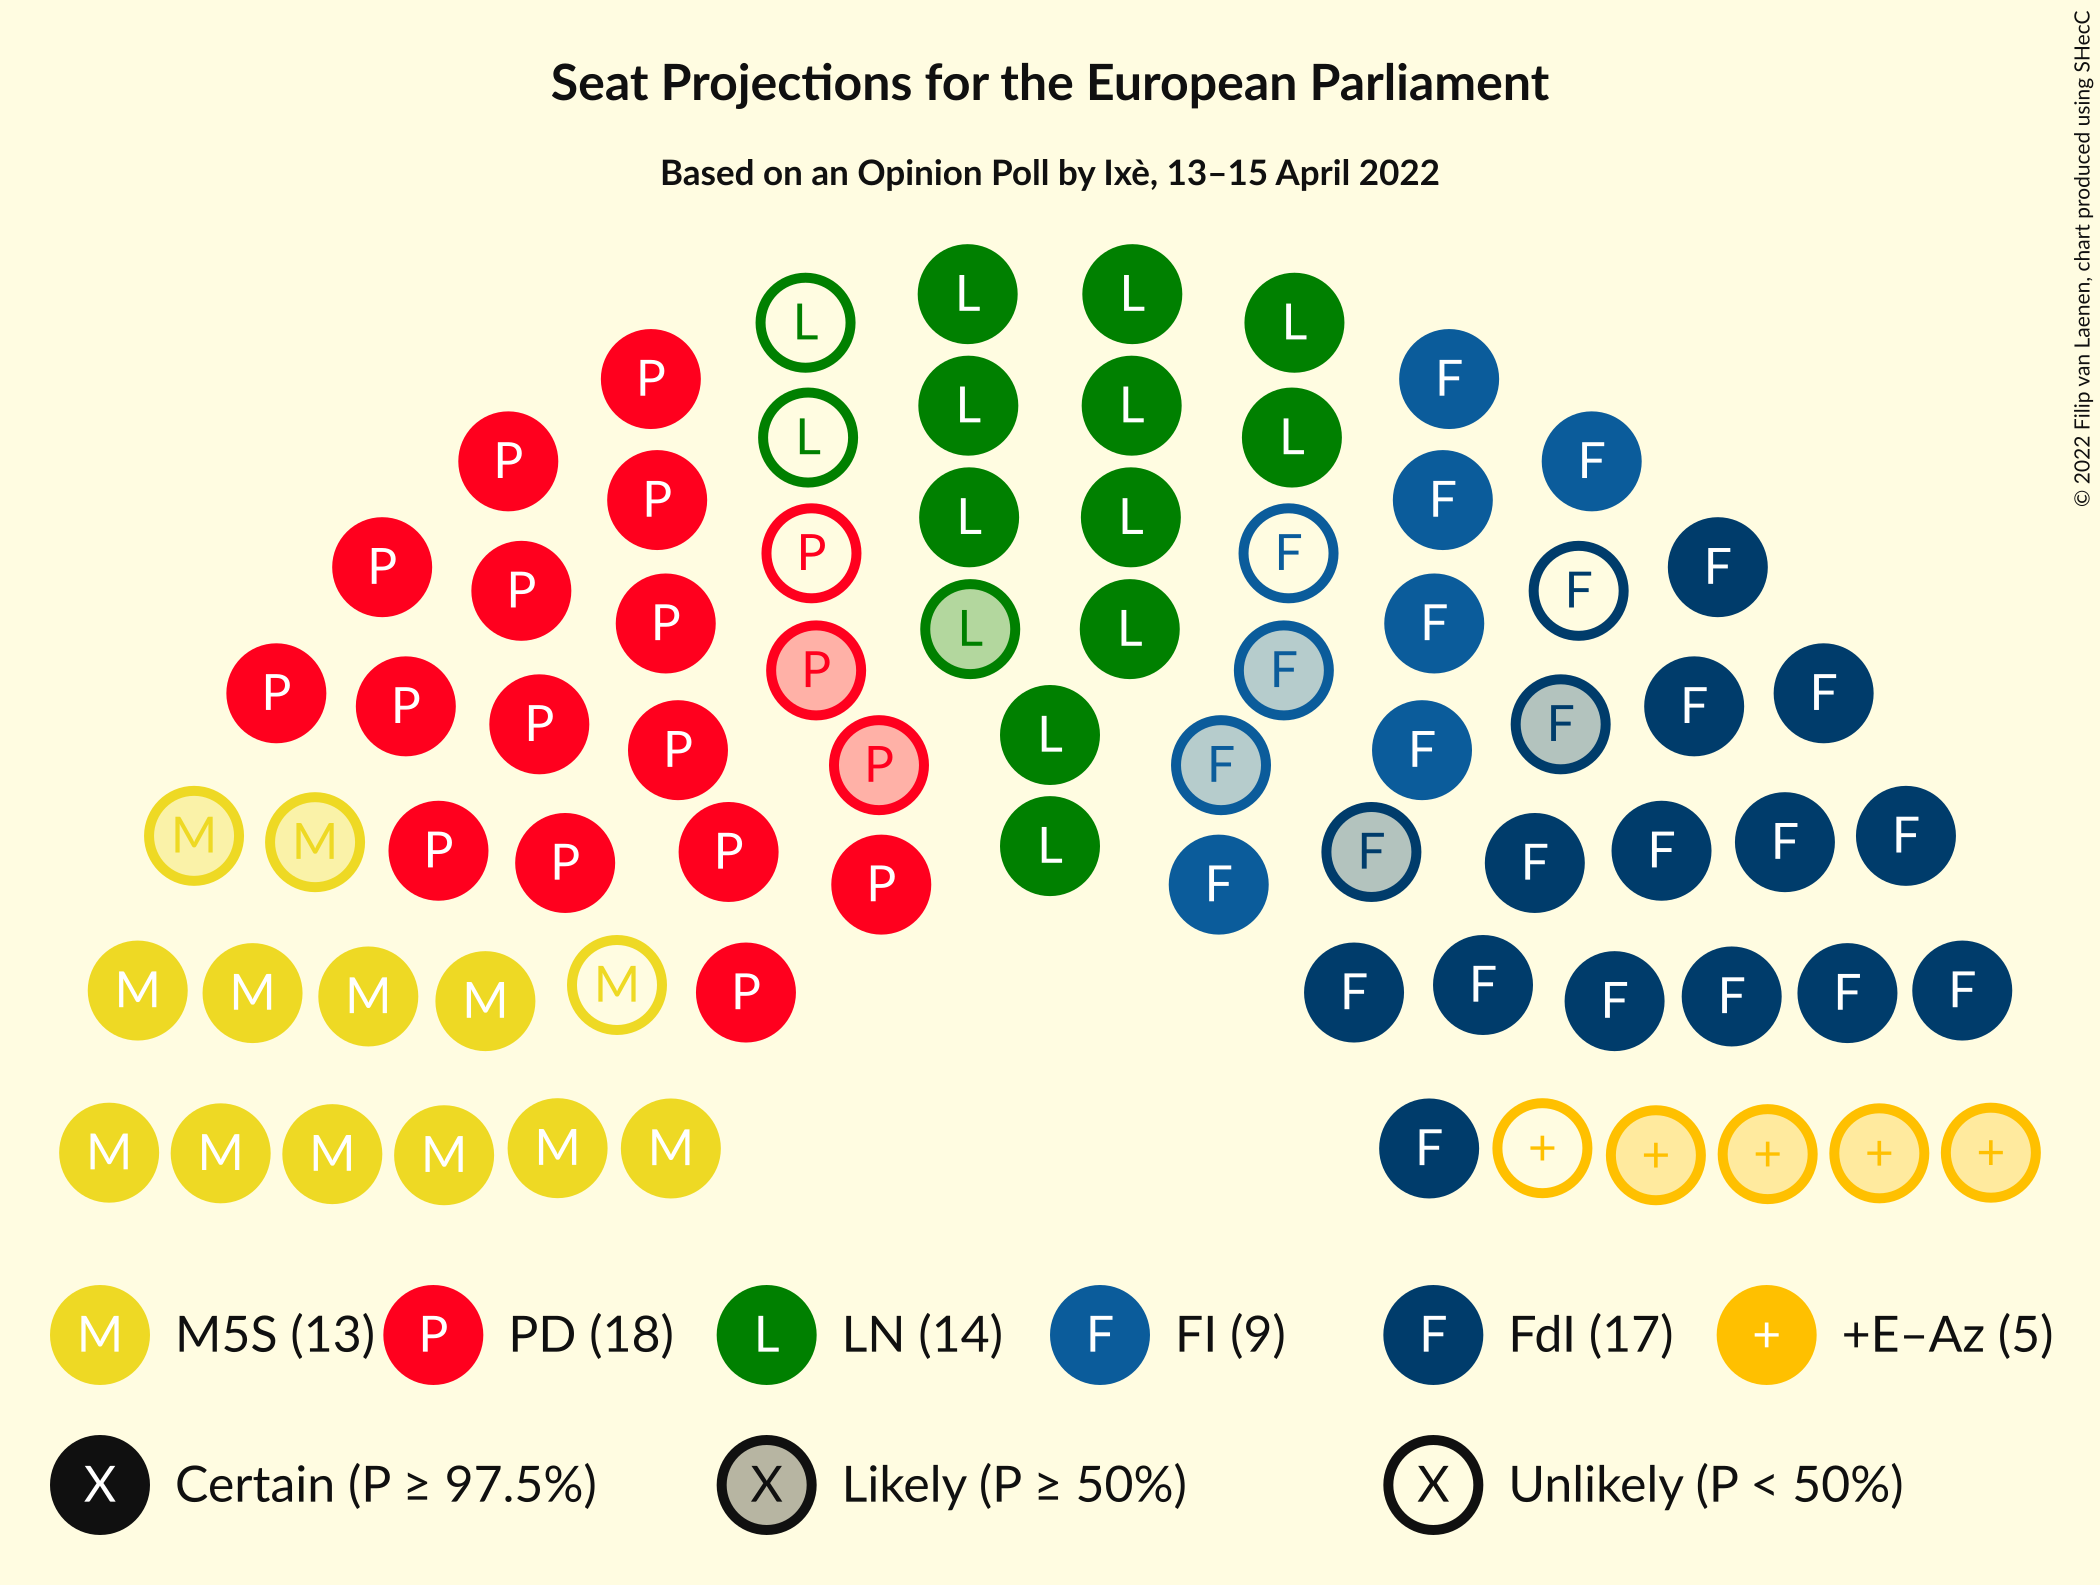 Seat Projections for the European Parliament
Based on an Opinion Poll by Ixè, 13–15 April 2022
© 2022 Filip van Laenen, chart produced using SHecC
L L
L L
P F
L L
L L
P F
P L L F
L L
P F
P F
P F
P F
P F
L L
P F
P F
P F
P P F F
L
P F
P F
M F
M F
L
P F
P F
P F
P F
M F
M F
M F
M F
M F
P F
M M M M M M F + + + + +
M M5S (13) P PD (18) L LN (14) F FI (9) F FdI (17) + +E–Az (5)
X Certain (P ≥ 97.5%) X Likely (P ≥ 50%) X Unlikely (P < 50%)